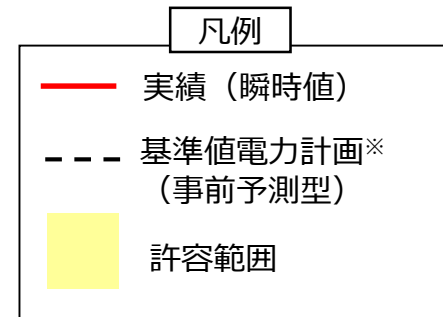 凡例
実績（瞬時値）
基準値電力計画※
（事前予測型）
許容範囲